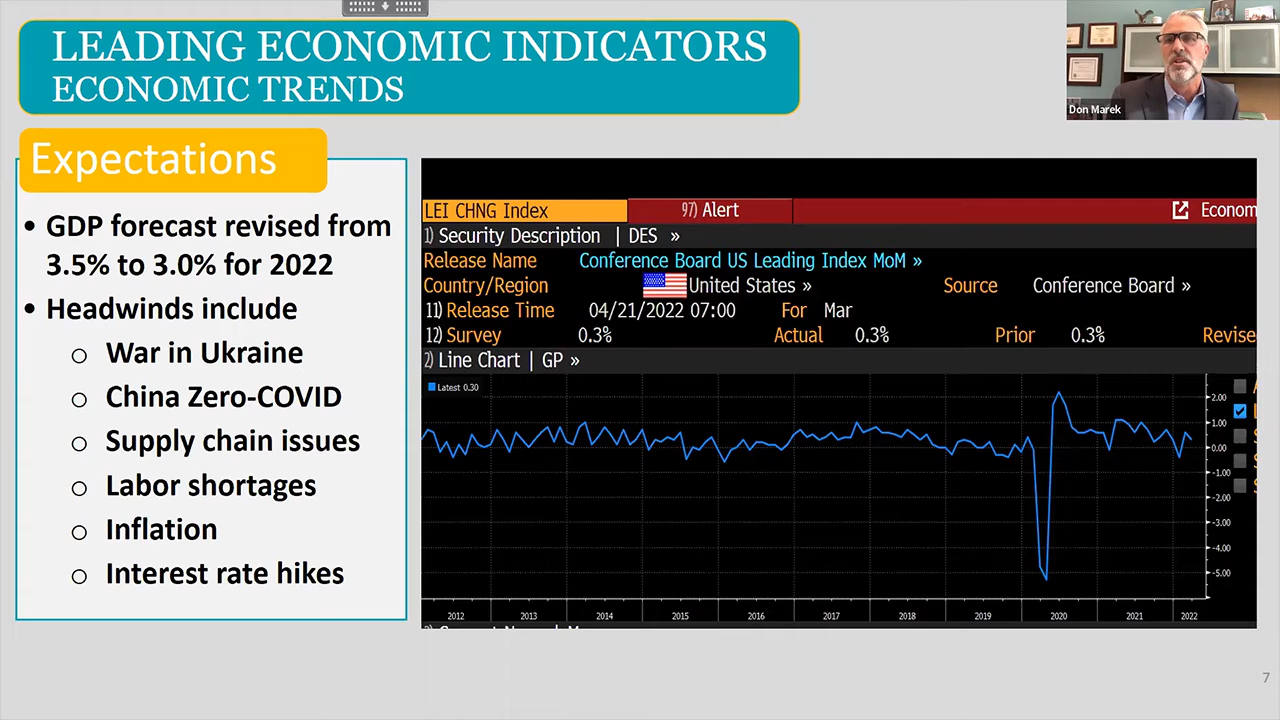 LEADING ECONOMIC INDICATORS
ECONOMIC TRENDS
Don Marek
Expectations
• GDP forecast revised from
3.5% to 3.0% for 2022
• Headwinds include
o War in Ukraine
o China Zero-COVID
o Supply chain issues
o Labor shortages
o Inflation
o Interest rate hikes
LEI CHNG Index 97) Alert Econom
1) Security Description | DES »
Release Name Conference Board US Leading Index MoM »
Country/Region United States » Source Conference Board »
11) Release Time 04/21/2022 07:00 For Mar
12) Survey 0.3% Actual 0.3% Prior 0.3% Revise
2) Line Chart | GP »
Latest 0.30
2.00
1.00
0.00
-1.00
-2.00
-3.00
-4.00
-5.00
2012 2013 2014 2015 2016 2017 2018 2019 2020 2021 2022
7